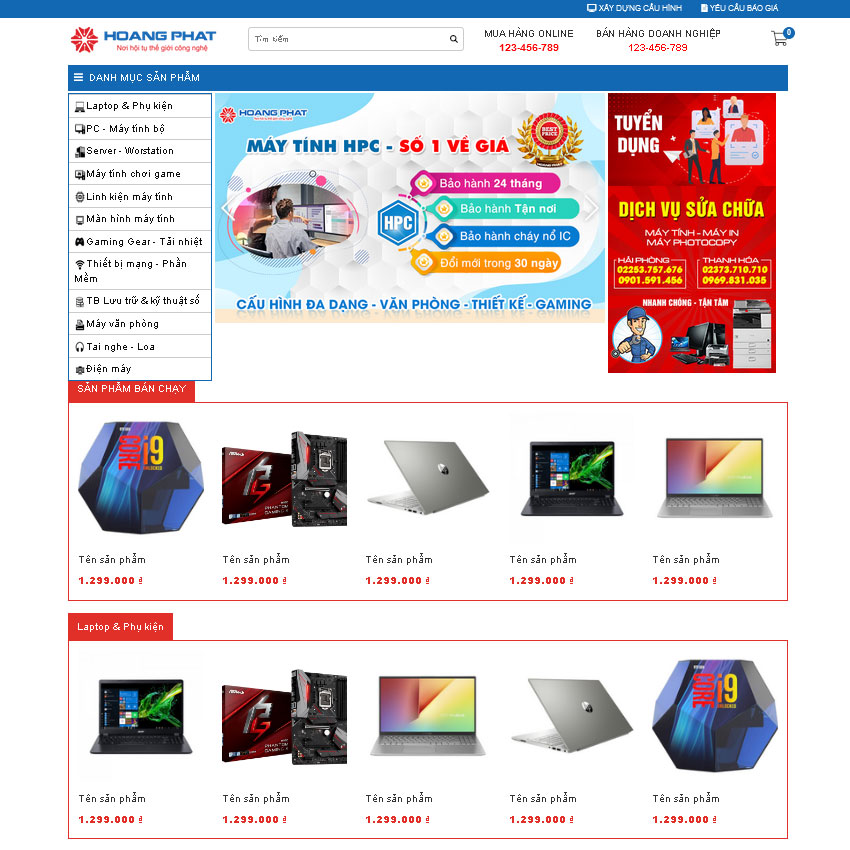 XÂY DỰNG CẤU HÌNH
YÊU CẦU BÁO GIÁ
HOANG PHAT
Nơi hội tụ thế giới công nghệ
Tìm kiếm
MUA HÀNG ONLINE
123-456-789
BÁN HÀNG DOANH NGHIỆP
123-456-789
0
DANH MỤC SẢN PHẨM
Laptop & Phụ kiện
PC - Máy tính bộ
Server - Worstation
Máy tính chơi game
Linh kiện máy tính
Màn hình máy tính
Gaming Gear - Tải nhiệt
Thiết bị mạng - Phần
Mềm
TB Lưu trữ & kỹ thuật số
Máy văn phòng
Tai nghe - Loa
Điện máy
HOANG PHAT
MÁY TÍNH HPC - SỐ 1 VỀ GIÁ
BEST
PRICE
HPC
Bảo hành 24 tháng
Bảo hành Tận nơi
Bảo hành cháy nổ IC
Đổi mới trong 30 ngày
CẤU HÌNH ĐA DẠNG - VĂN PHÒNG - THIẾT KẾ - GAMING
TUYỂN
DỤNG
DỊCH VỤ SỬA CHỮA
MÁY TÍNH - MÁY IN
MÁY PHOTOCOPY
HẢI PHÒNG
02253.757.676
0901.591.456
THANH HÓA
02373.710.710
0969.831.035
NHANH CHÓNG - TẬN TÂM
SẢN PHẨM BÁN CHẠY
CORE i9
UNLOCKED
PHANTOM
GAMING
Tên sản phẩm
1.299.000 đ
Tên sản phẩm
1.299.000 đ
Tên sản phẩm
1.299.000 đ
Tên sản phẩm
1.299.000 đ
Tên sản phẩm
1.299.000 đ
Laptop & Phụ kiện
PHANTOM
GAMING
CORE i9
UNLOCKED
Tên sản phẩm
1.299.000 đ
Tên sản phẩm
1.299.000 đ
Tên sản phẩm
1.299.000 đ
Tên sản phẩm
1.299.000 đ
Tên sản phẩm
1.299.000 đ